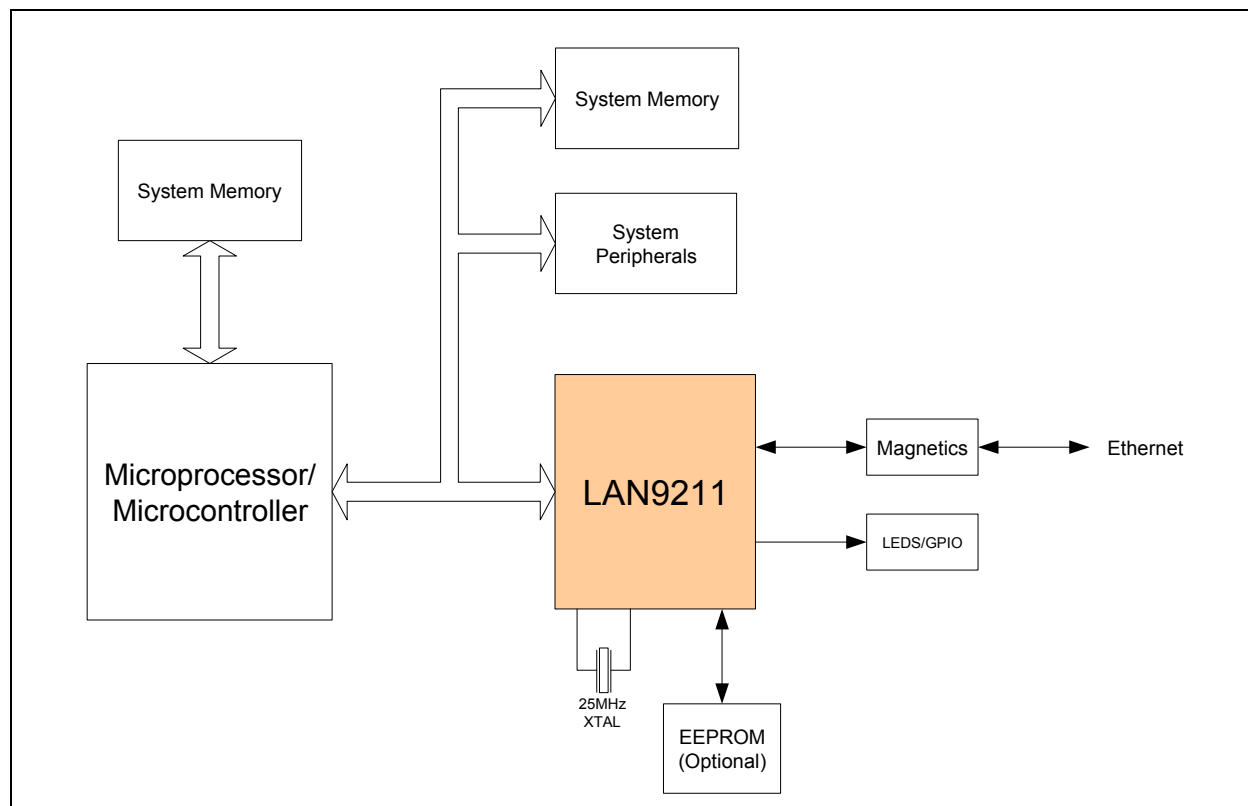 System Memory
System Memory
System
Peripherals
Microprocessor/
Microcontroller
LAN9211
Magnetics
Ethernet
LEDS/GPIO
25MHz
XTAL
EEPROM
(Optional)